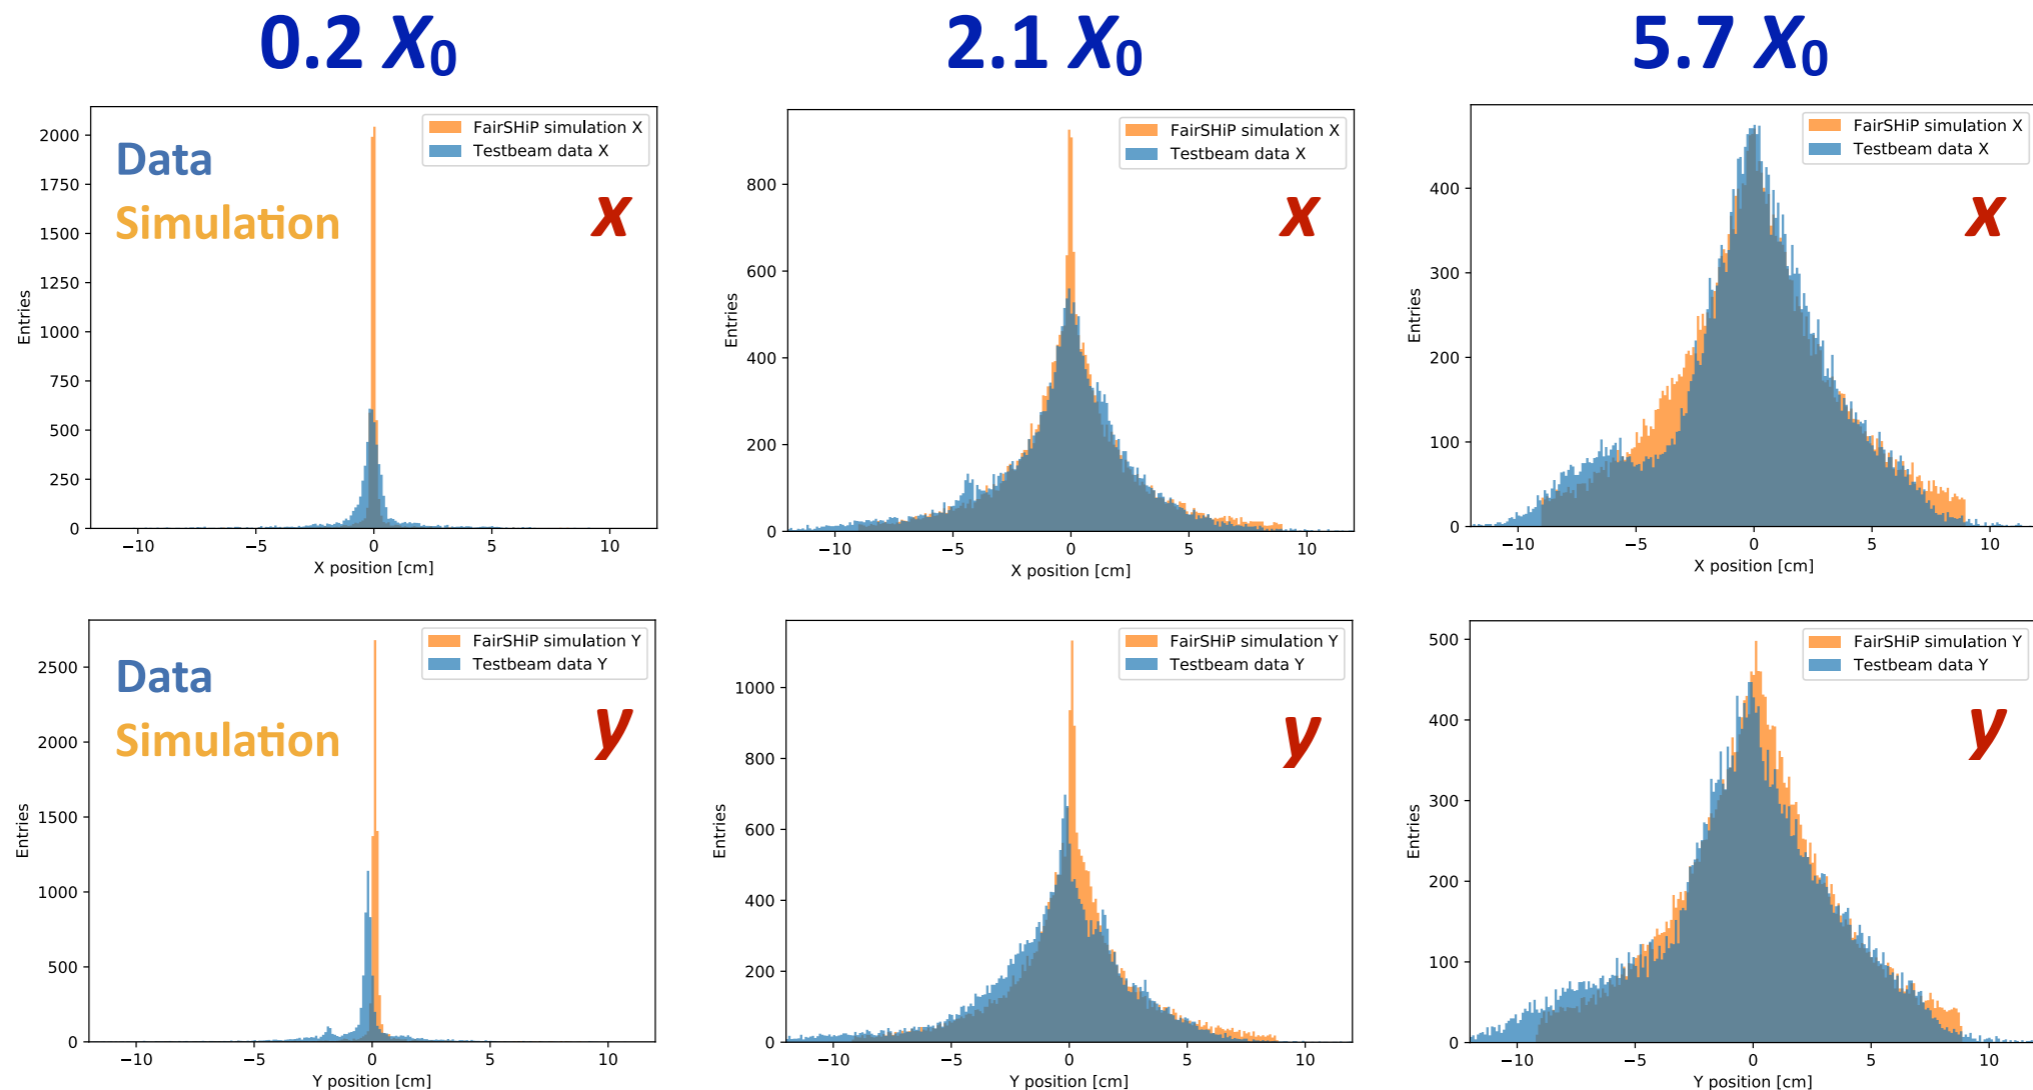 0.2 X₀
2.1 X₀
5.7 X₀
Data
Simulation
x
FairSHiP simulation X
Testbeam data X
2000
1750
1500
1250
1000
750
500
250
0
Entries
−10 −5 0 5 10
X position [cm]
x
FairSHiP simulation X
Testbeam data X
800
600
400
200
0
Entries
−10 −5 0 5 10
X position [cm]
x
FairSHiP simulation X
Testbeam data X
400
300
200
100
0
Entries
−10 −5 0 5 10
X position [cm]
Data
Simulation
y
FairSHiP simulation Y
Testbeam data Y
2500
2000
1500
1000
500
0
Entries
−10 −5 0 5 10
Y position [cm]
y
FairSHiP simulation Y
Testbeam data Y
1000
800
600
400
200
0
Entries
−10 −5 0 5 10
Y position [cm]
y
FairSHiP simulation Y
Testbeam data Y
500
400
300
200
100
0
Entries
−10 −5 0 5 10
Y position [cm]